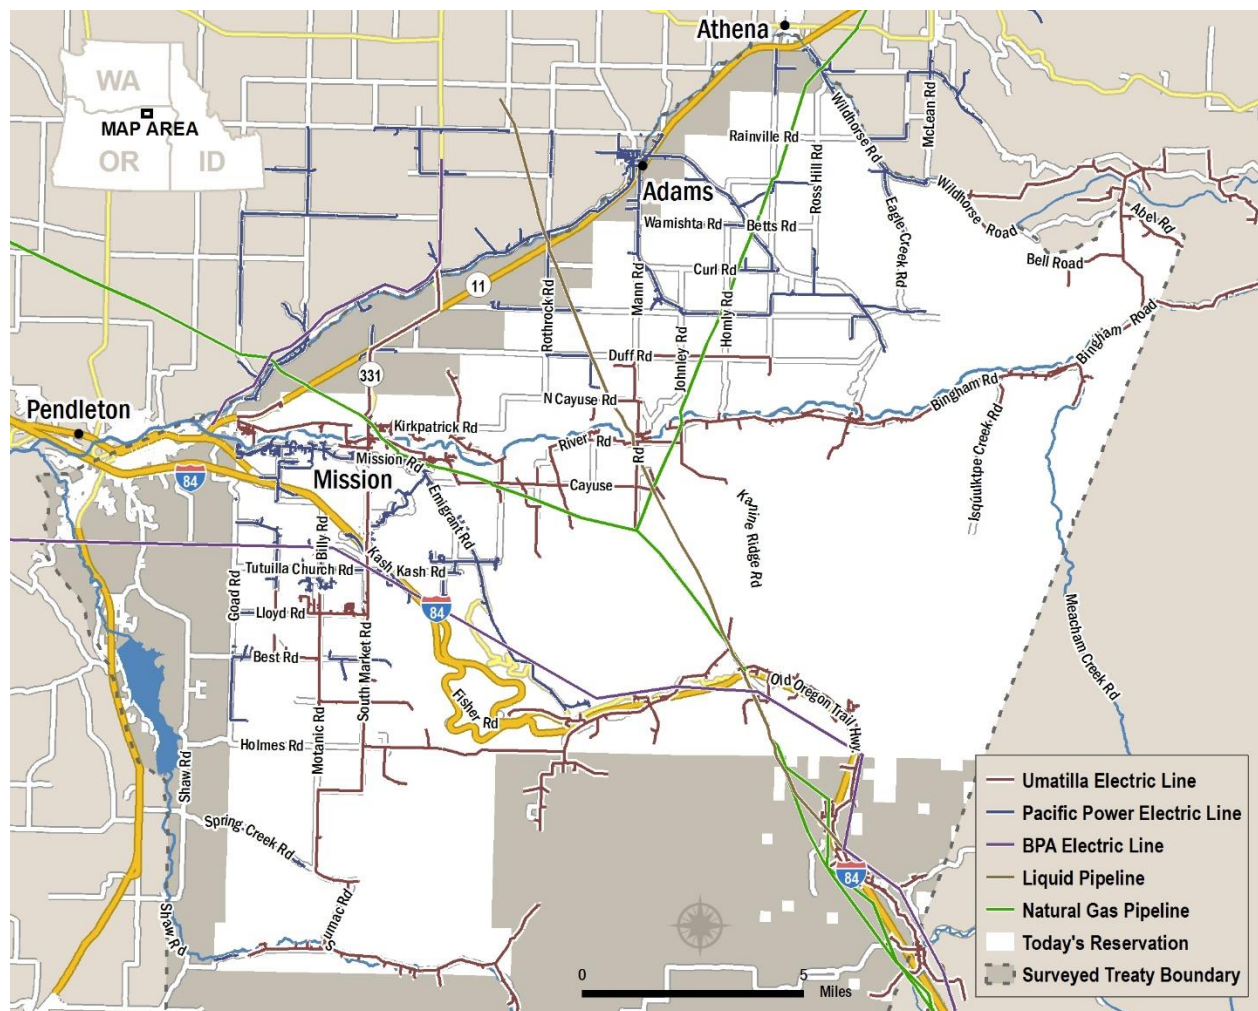 Athena
WA
MAP AREA
OR
ID
McLean Rd
Wildhorse Rd
Rainville Rd
Ross Hill Rd
Adams
Wildhorse Road
Eagle Creek Rd
Abel Rd
Wamishta Rd
Betts Rd
Bell Road
Curl Rd
Mann Rd
11
Rothrock Rd
Homly Rd
Johnley Rd
Bingham Road
Duff Rd
331
Bingham Rd
N Cayuse Rd
Pendleton
Kirkpatrick Rd
River Rd
Rd
Isquulktpe Creek Rd
Mission Rd
84
Mission
Cayuse
Emigrant Rd
Kanine Ridge Rd
Billy Rd
Kash Kash Rd
Tutuilla Church Rd
Goad Rd
84
Lloyd Rd
Meacham Creek Rd
South Market Rd
Best Rd
Old Oregon Trail Hwy.
Fisher Rd
Motanic Rd
Holmes Rd
Shaw Rd
Spring Creek Rd
84
Sumac Rd
Shaw Rd
0
5
Miles
Umatilla Electric Line
Pacific Power Electric Line
BPA Electric Line
Liquid Pipeline
Natural Gas Pipeline
Today's Reservation
Surveyed Treaty Boundary